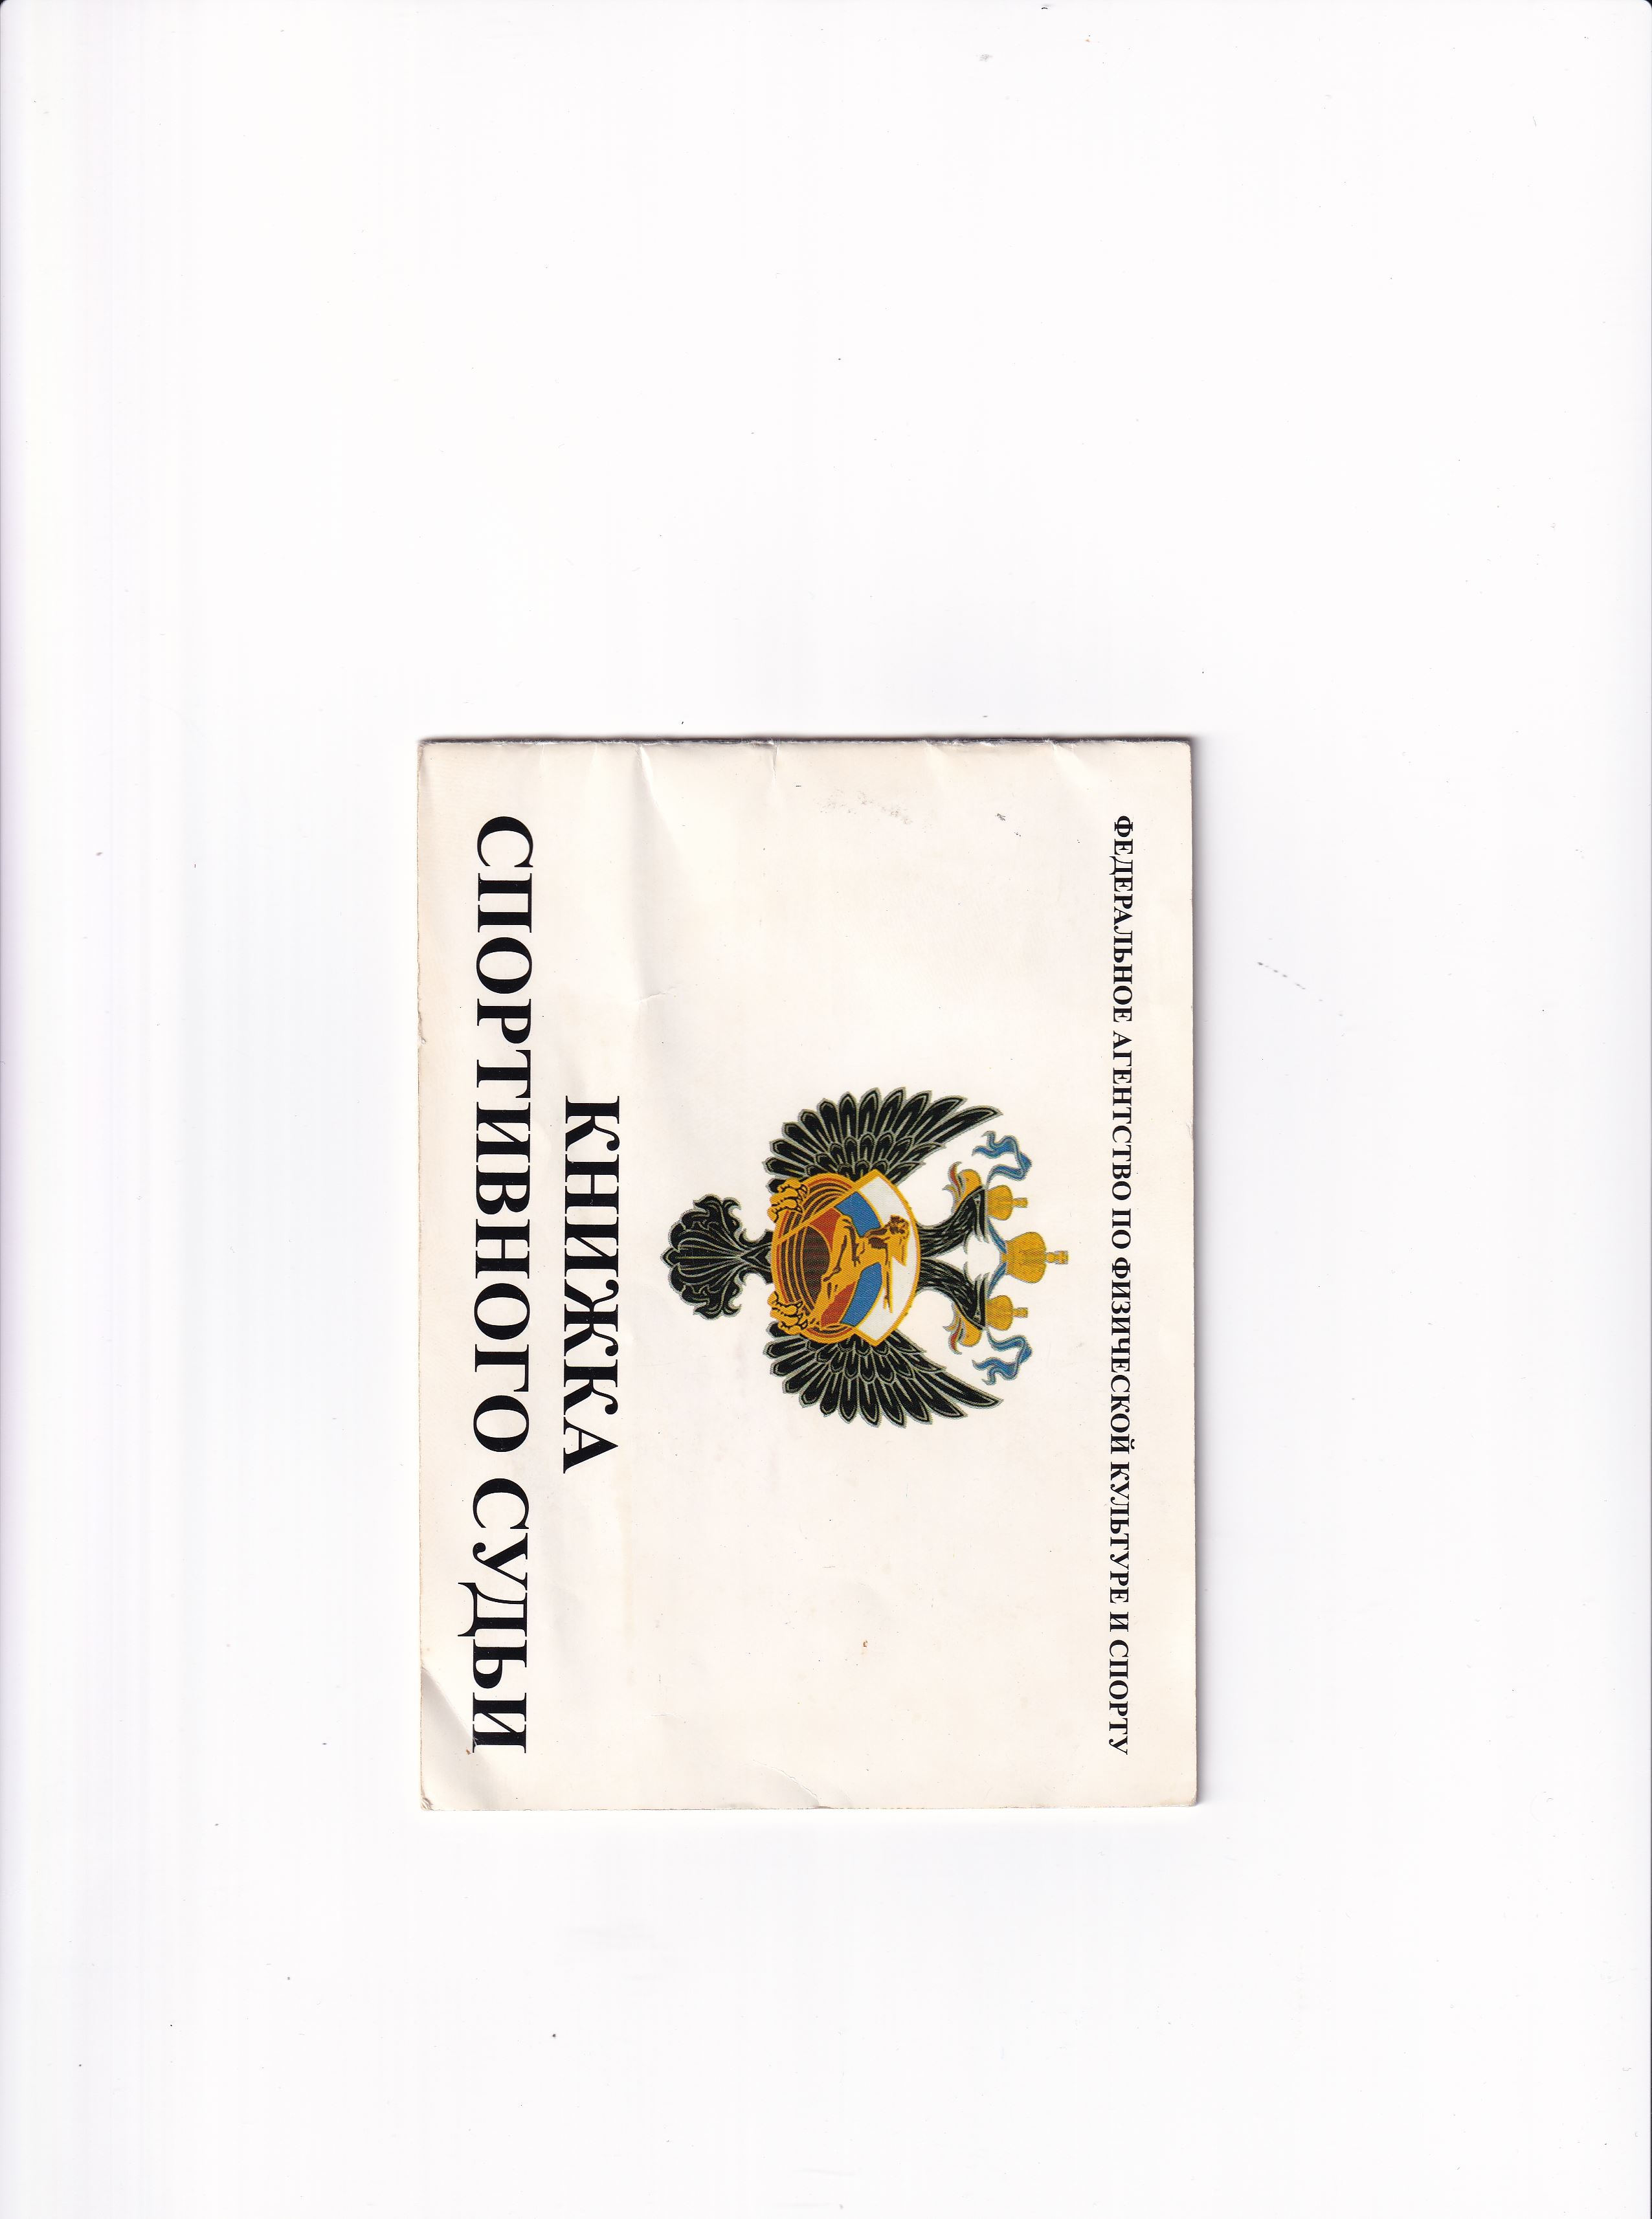 ФЕДЕРАЛЬНОЕ АГЕНТСТВО ПО ФИЗИЧЕСКОЙ КУЛЬТУРЕ И СПОРТУ
КНИЖКА
СПОРТИВНОГО СУДЬИ